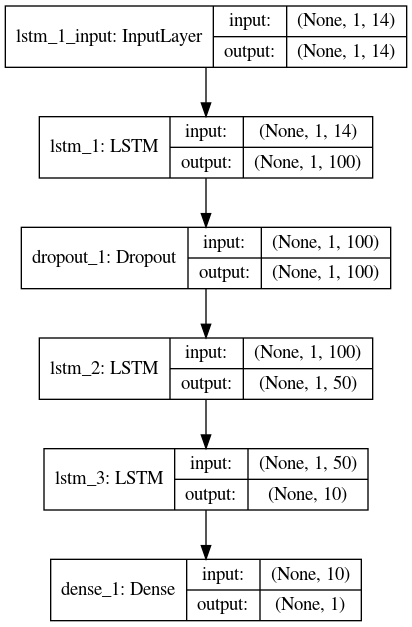 lstm_1_input: InputLayer
input: (None, 1, 14)
output: (None, 1, 14)
lstm_1: LSTM
input: (None, 1, 14)
output: (None, 1, 100)
dropout_1: Dropout
input: (None, 1, 100)
output: (None, 1, 100)
lstm_2: LSTM
input: (None, 1, 100)
output: (None, 1, 50)
lstm_3: LSTM
input: (None, 1, 50)
output: (None, 10)
dense_1: Dense
input: (None, 10)
output: (None, 1)